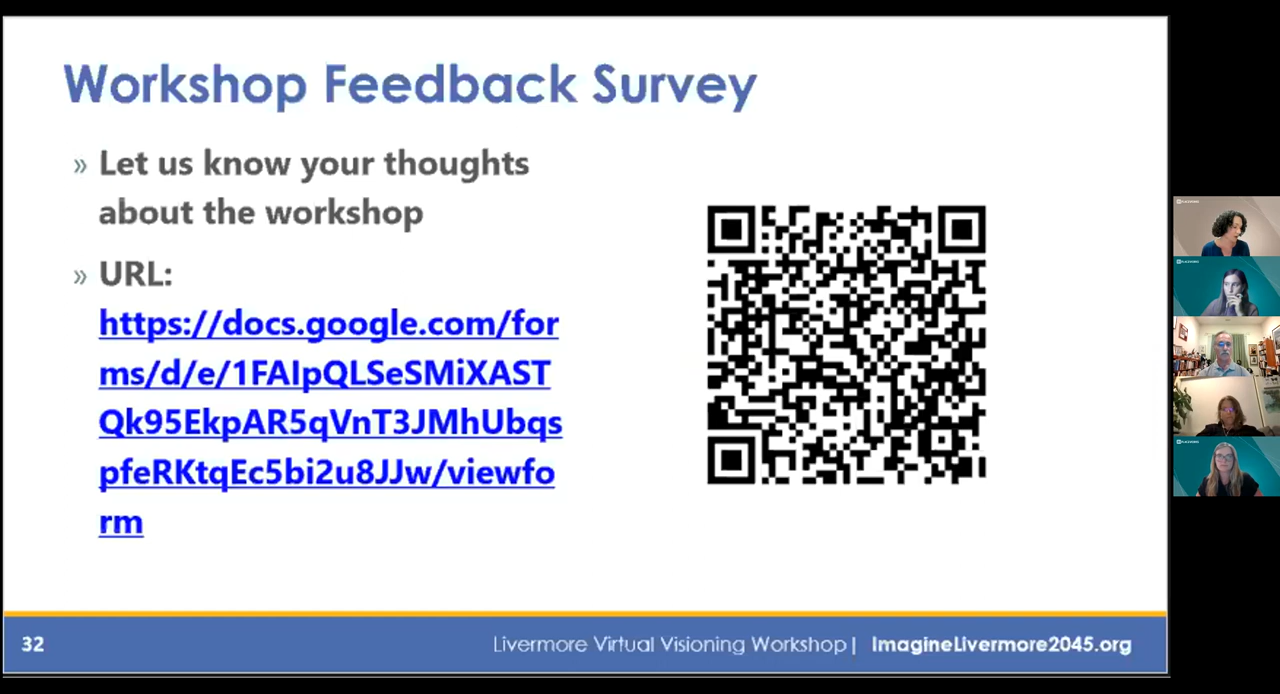 Workshop Feedback Survey
» Let us know your thoughts
about the workshop
» URL:
https://docs.google.com/for
ms/d/e/1FAIpQLSeSMiXAST
Qk95EkpAR5qVnT3JMhUbqs
pfeRKtqEc5bi2u8JJw/viewfo
rm
32
Livermore Virtual Visioning Workshop | ImagineLivermore2045.org